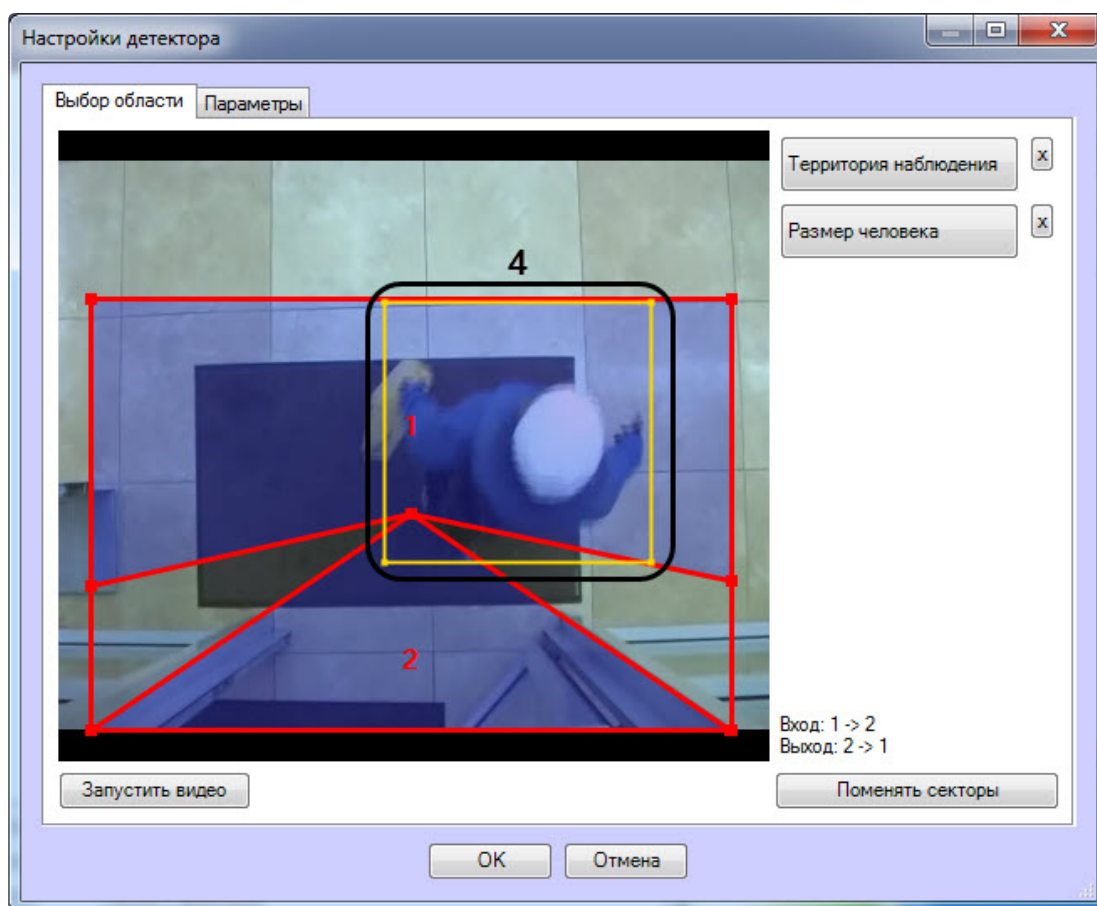 Настройки детектора
Выбор области
Параметры
Территория наблюдения
x
Размер человека
x
4
1
2
Вход: 1 -> 2
Выход: 2 -> 1
Запустить видео
Поменять секторы
OK
Отмена